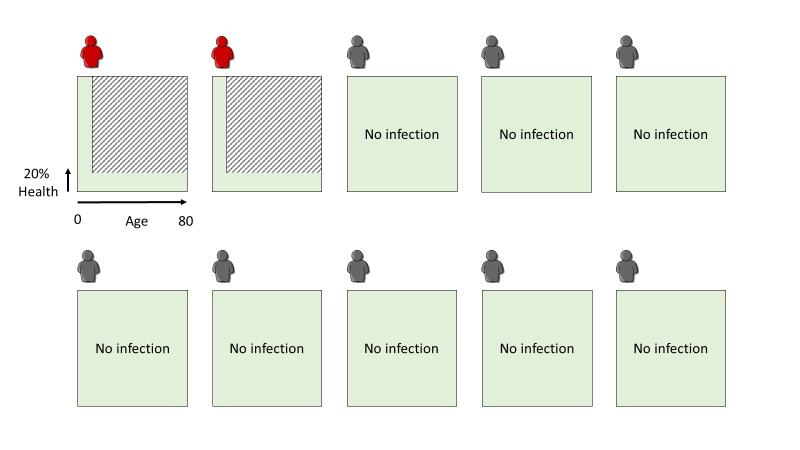 No infection
No infection
No infection
20%
Health
0
Age
80
No infection
No infection
No infection
No infection
No infection